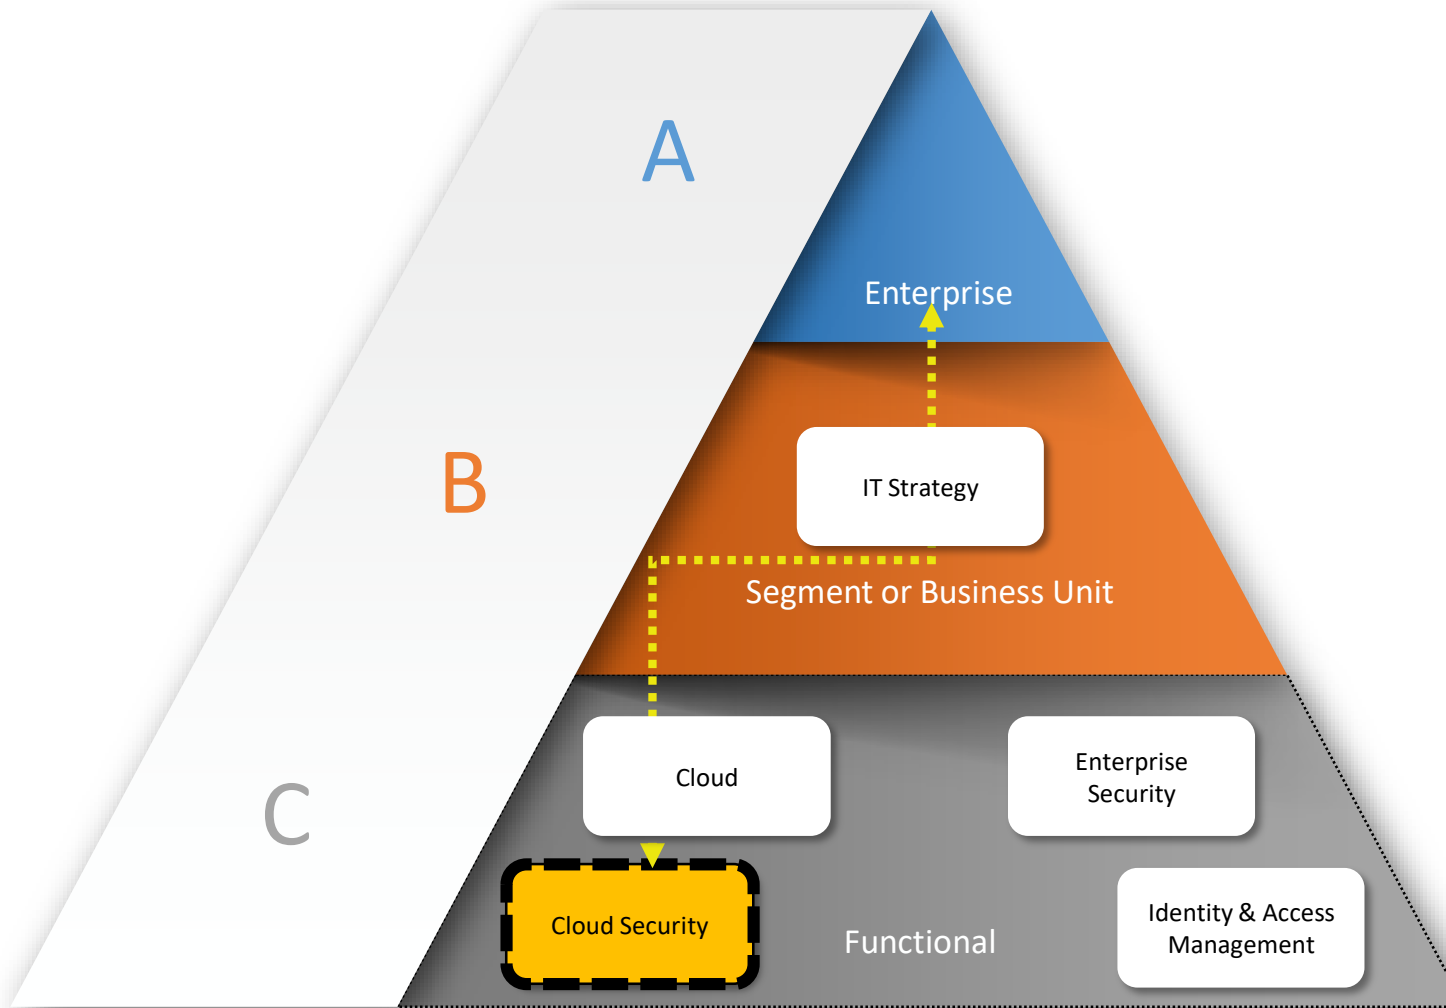 A
Enterprise
B
IT Strategy
Segment or Business Unit
C
Cloud
Enterprise
Security
Cloud Security
Functional
Identity & Access
Management